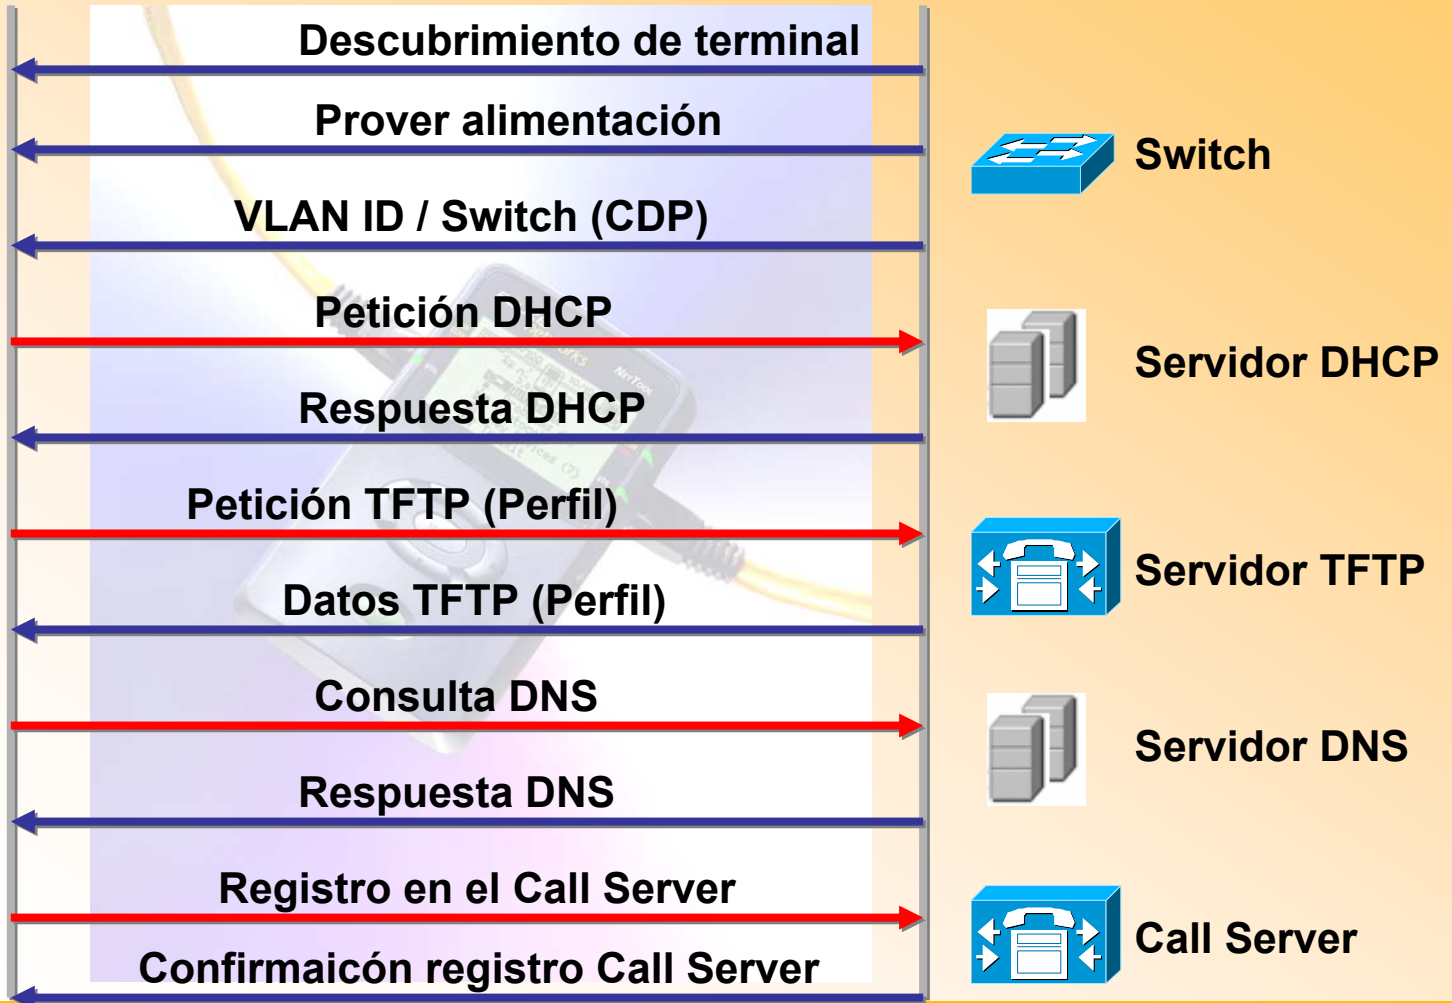 Descubrimiento de terminal
Prover alimentación
Switch
VLAN ID / Switch (CDP)
Petición DHCP
Servidor DHCP
Respuesta DHCP
Petición TFTP (Perfil)
Servidor TFTP
Datos TFTP (Perfil)
Consulta DNS
Servidor DNS
Respuesta DNS
Registro en el Call Server
Call Server
Confirmaicón registro Call Server